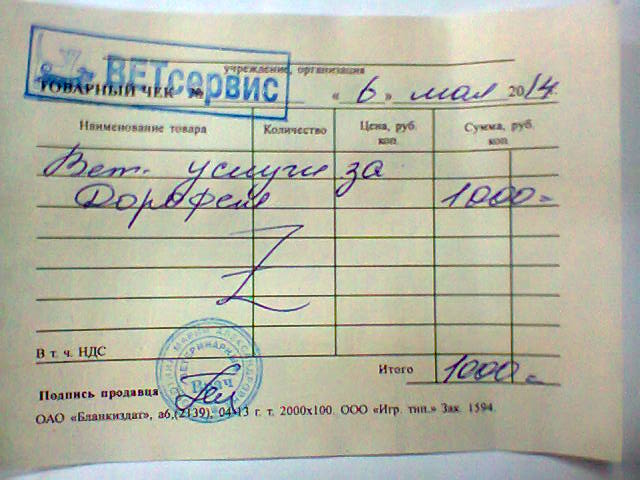 ВЕТсервис
учреждение, организация
ТОВАРНЫЙ ЧЕК № « 6 » мая 2014.
Наименование товара Количество Цена, руб. коп. Сумма, руб. коп.
Вет. услуги за
Дорофея 1000=
В т. ч. НДС
Итого 1000=
ВЕТЕРИНАРНЫЙ
Врач
Подпись продавца
ОАО «Бланкиздат», а6,(2139), 04-13 г. т. 2000х100. ООО «Игр. тип.» Зак. 1594.